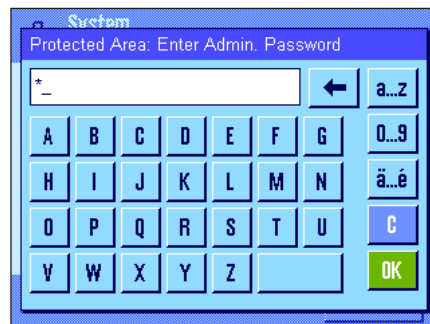 System
Protected Area: Enter Admin. Password
*_
a...z
A B C D E F G 0...9
H I J K L M N ä...é
O P Q R S T U C
V W X Y Z OK